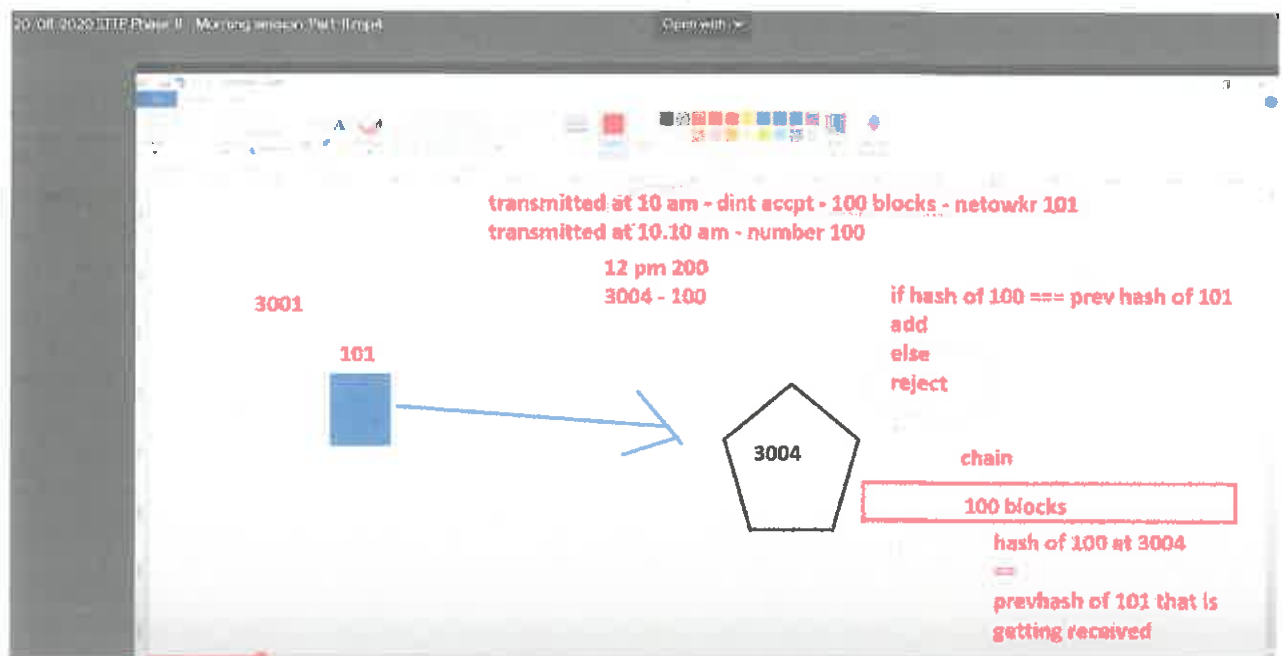 20/08/2020 STTP Phase II - Morning session Part II.mp4
Open with
A
transmitted at 10 am - dint accpt - 100 blocks - netowkr 101
transmitted at 10.10 am - number 100
12 pm 200
3004 - 100
3001
if hash of 100 === prev hash of 101
add
else
reject
101
3004
chain
100 blocks
hash of 100 at 3004
==
prevhash of 101 that is
getting received